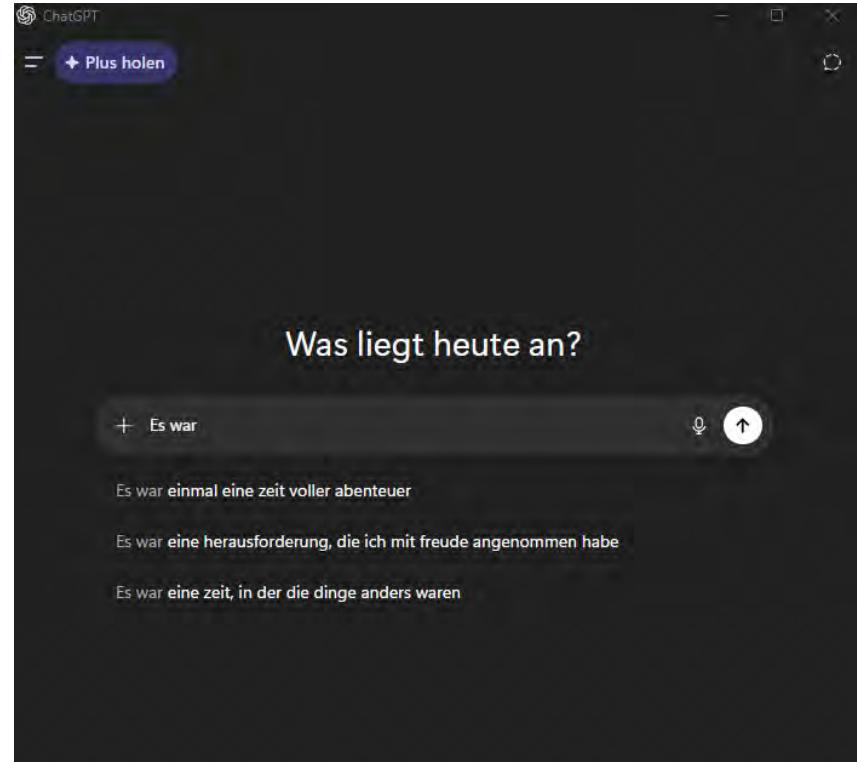 ChatGPT
Plus holen
Was liegt heute an?
Es war
Es war einmal eine zeit voller abenteuer
Es war eine herausforderung, die ich mit freude angenommen habe
Es war eine zeit, in der die dinge anders waren